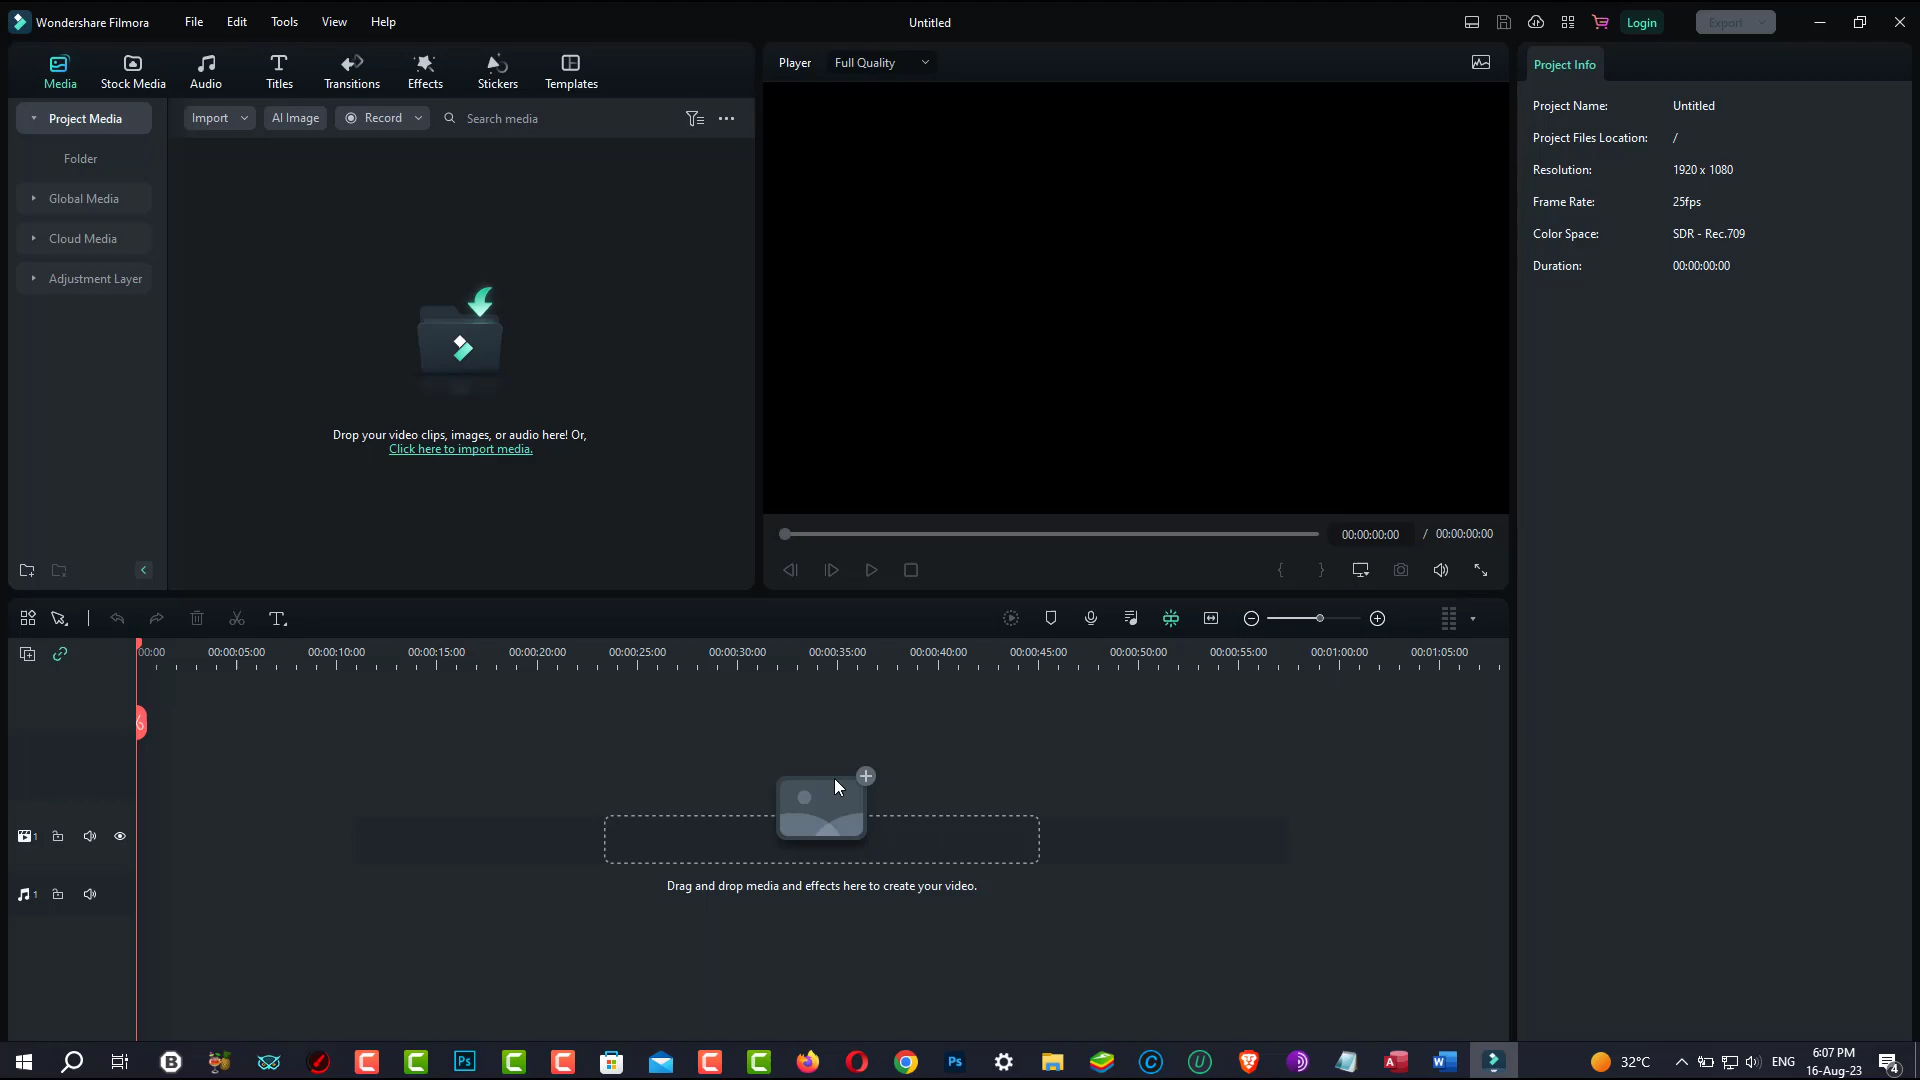 Wondershare Filmora File Edit Tools View Help Untitled Login Export
Media Stock Media Audio Titles Transitions Effects Stickers Templates
Player Full Quality
Project Info
Project Media
Folder
Global Media
Cloud Media
Adjustment Layer
Import AI Image Record Search media
Drop your video clips, images, or audio here! Or,
Click here to import media.
00:00:00:00 / 00:00:00:00
Project Name: Untitled
Project Files Location: /
Resolution: 1920 x 1080
Frame Rate: 25fps
Color Space: SDR - Rec.709
Duration: 00:00:00:00
00:00 00:00:05:00 00:00:10:00 00:00:15:00 00:00:20:00 00:00:25:00 00:00:30:00 00:00:35:00 00:00:40:00 00:00:45:00 00:00:50:00 00:00:55:00 00:01:00:00 00:01:05:00
1
Drag and drop media and effects here to create your video.
1
32°C ENG 6:07 PM
16-Aug-23 4